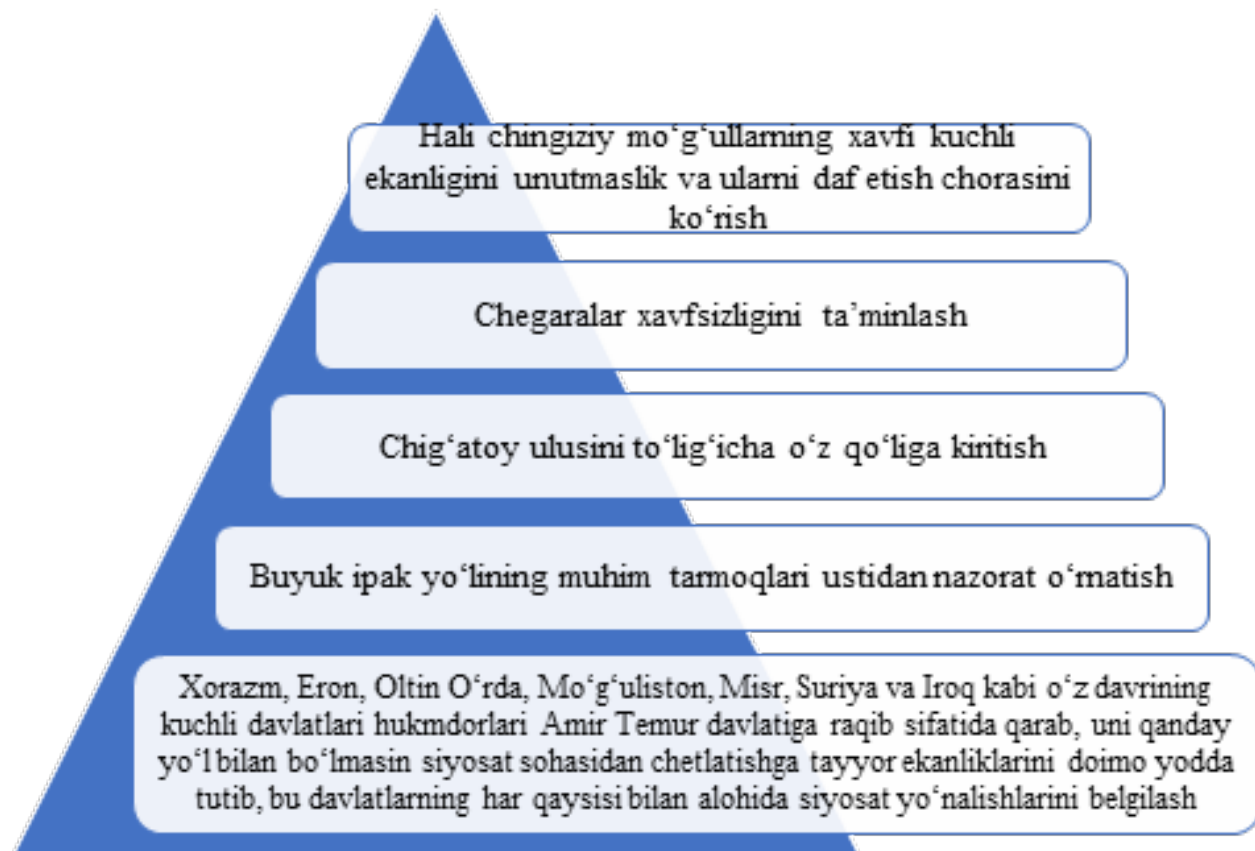 Hali chingiziy mo‘g‘ullarning xavfi kuchli
ekanligini unutmaslik va ularni daf etish chorasini
ko‘rish
Chegaralar xavfsizligini ta’minlash
Chig‘atoy ulusini to‘lig‘icha o‘z qo‘liga kiritish
Buyuk ipak yo‘lining muhim tarmoqlari ustidan nazorat o‘rnatish
Xorazm, Eron, Oltin O‘rda, Mo‘g‘uliston, Misr, Suriya va Iroq kabi o‘z davrining
kuchli davlatlari hukmdorlari Amir Temur davlatiga raqib sifatida qarab, uni qanday
yo‘l bilan bo‘lmasin siyosat sohasidan chetlatishga tayyor ekanliklarini doimo yodda
tutib, bu davlatlarning har qaysisi bilan alohida siyosat yo‘nalishlarini belgilash